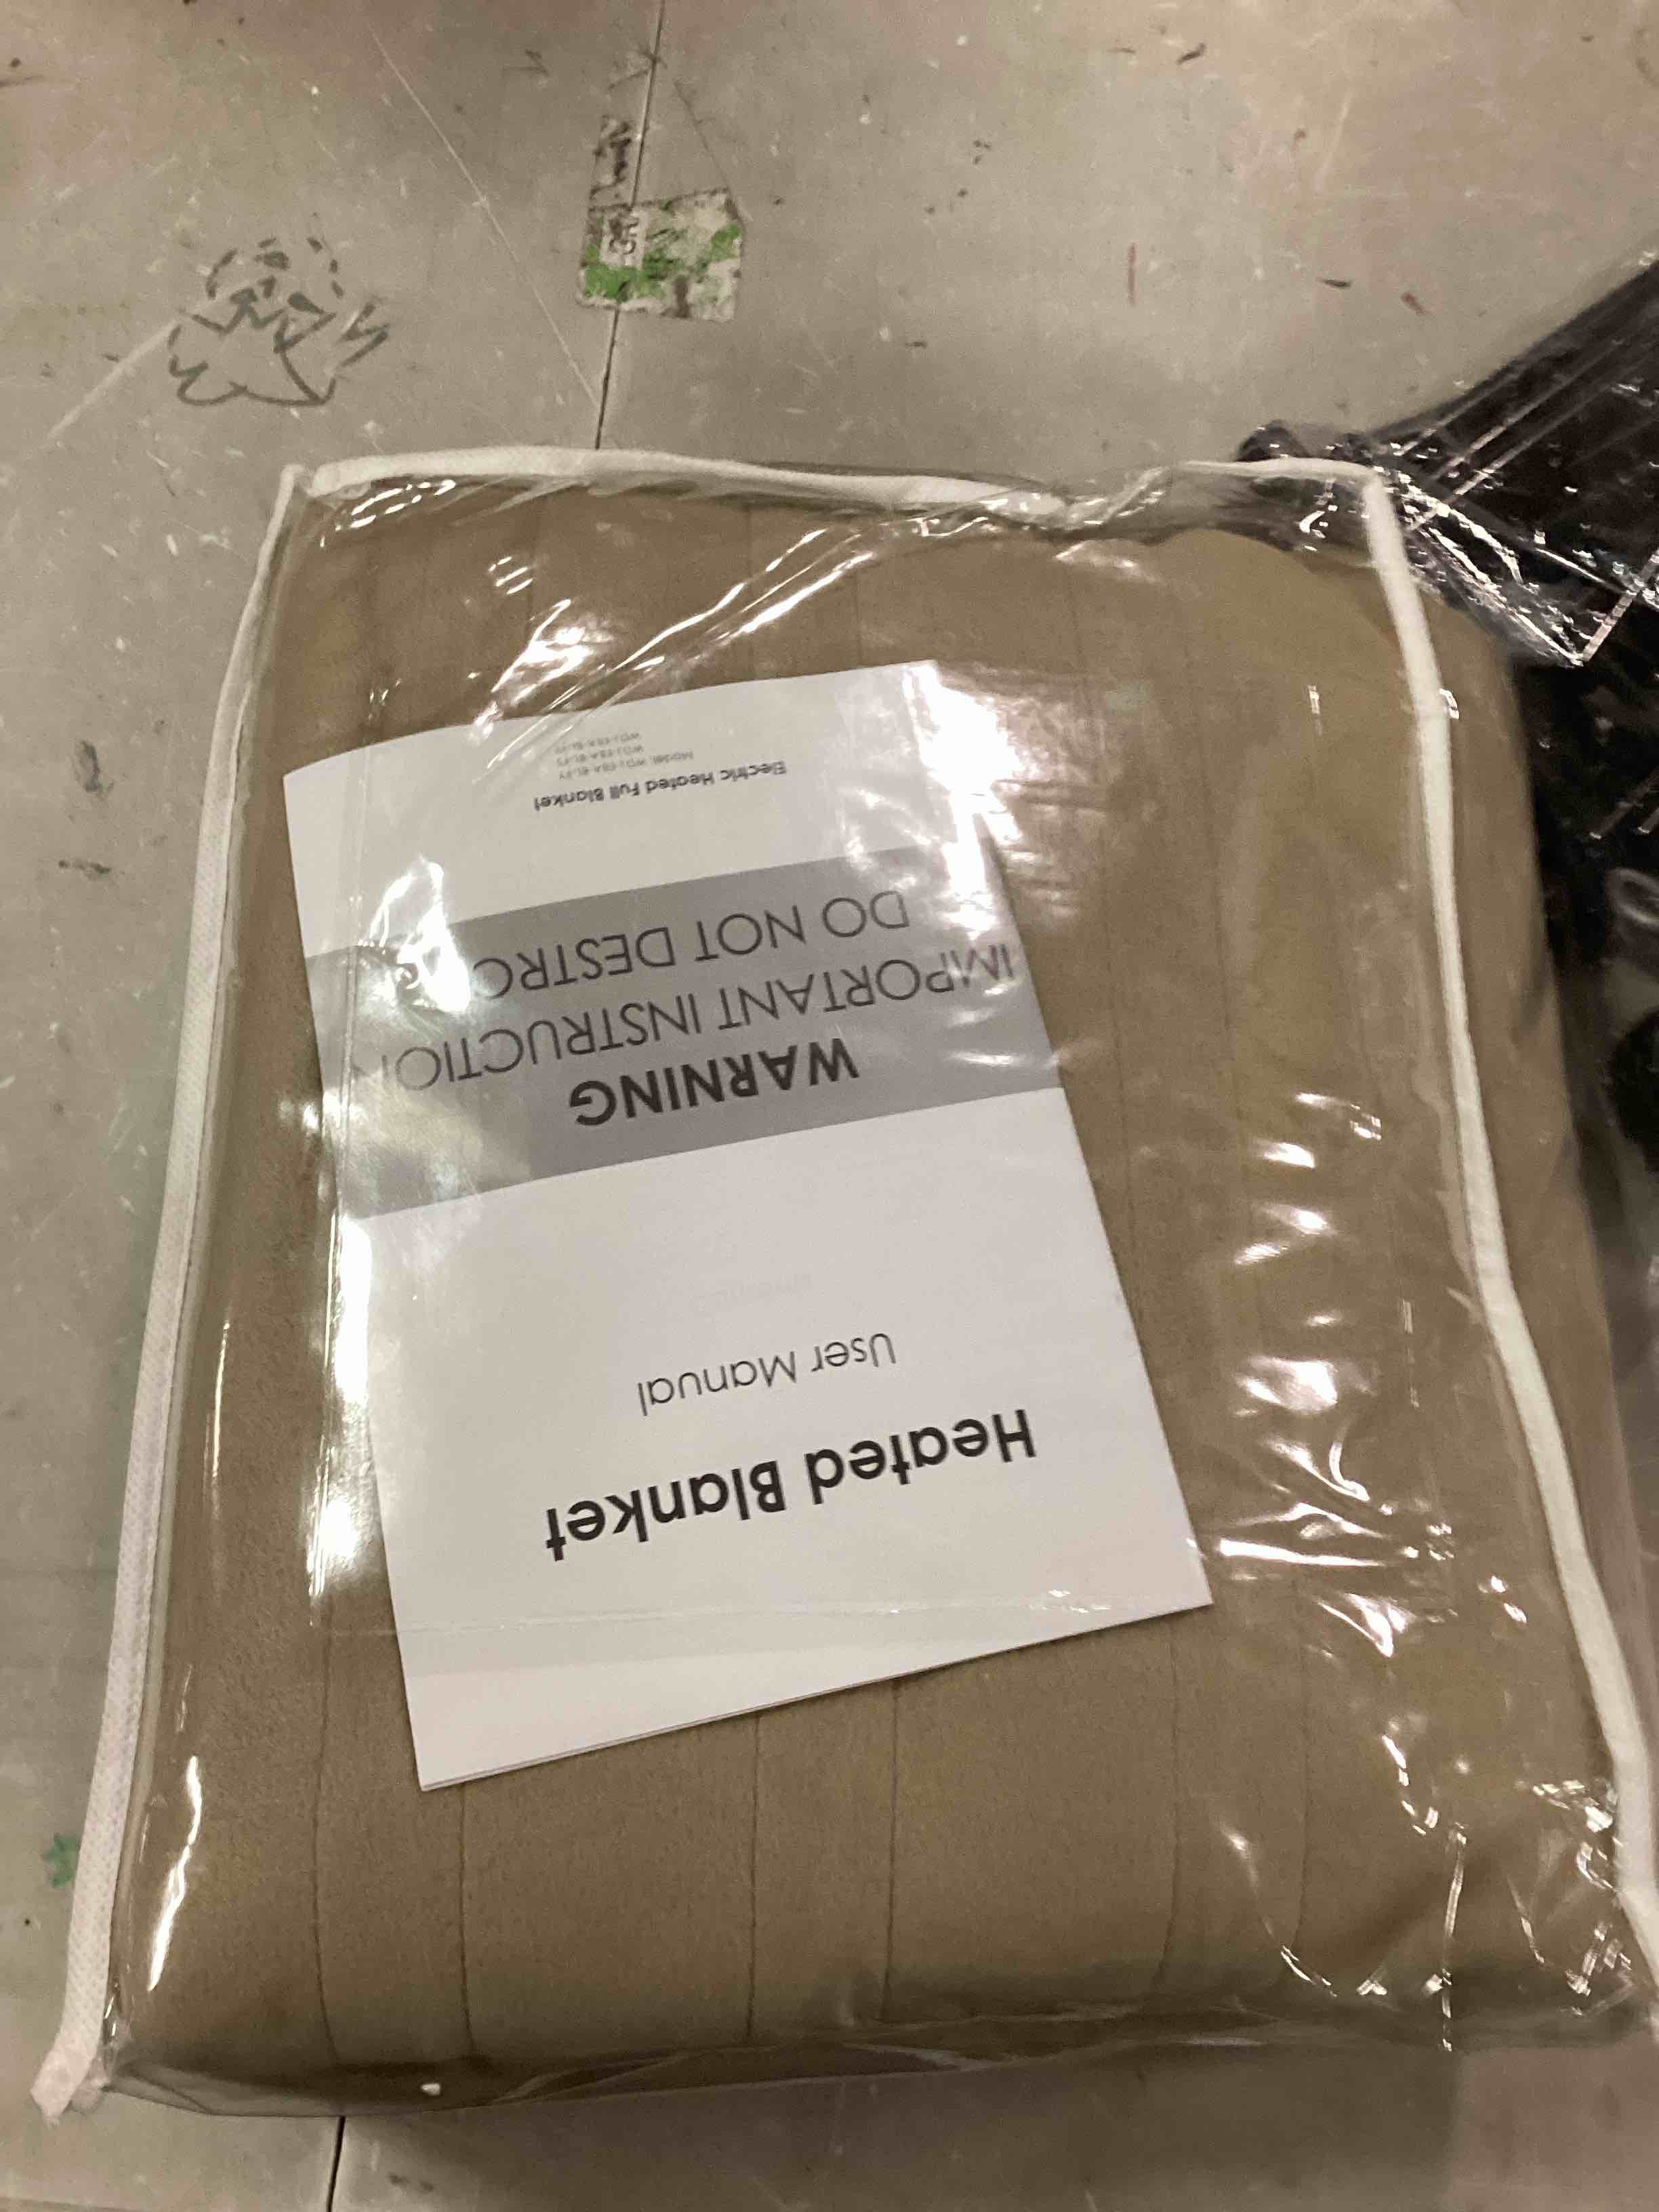 Heated Blanket
User Manual
WARNING
IMPORTANT INSTRUCTION
DO NOT DESTRO
Electric Heated Full Blanket